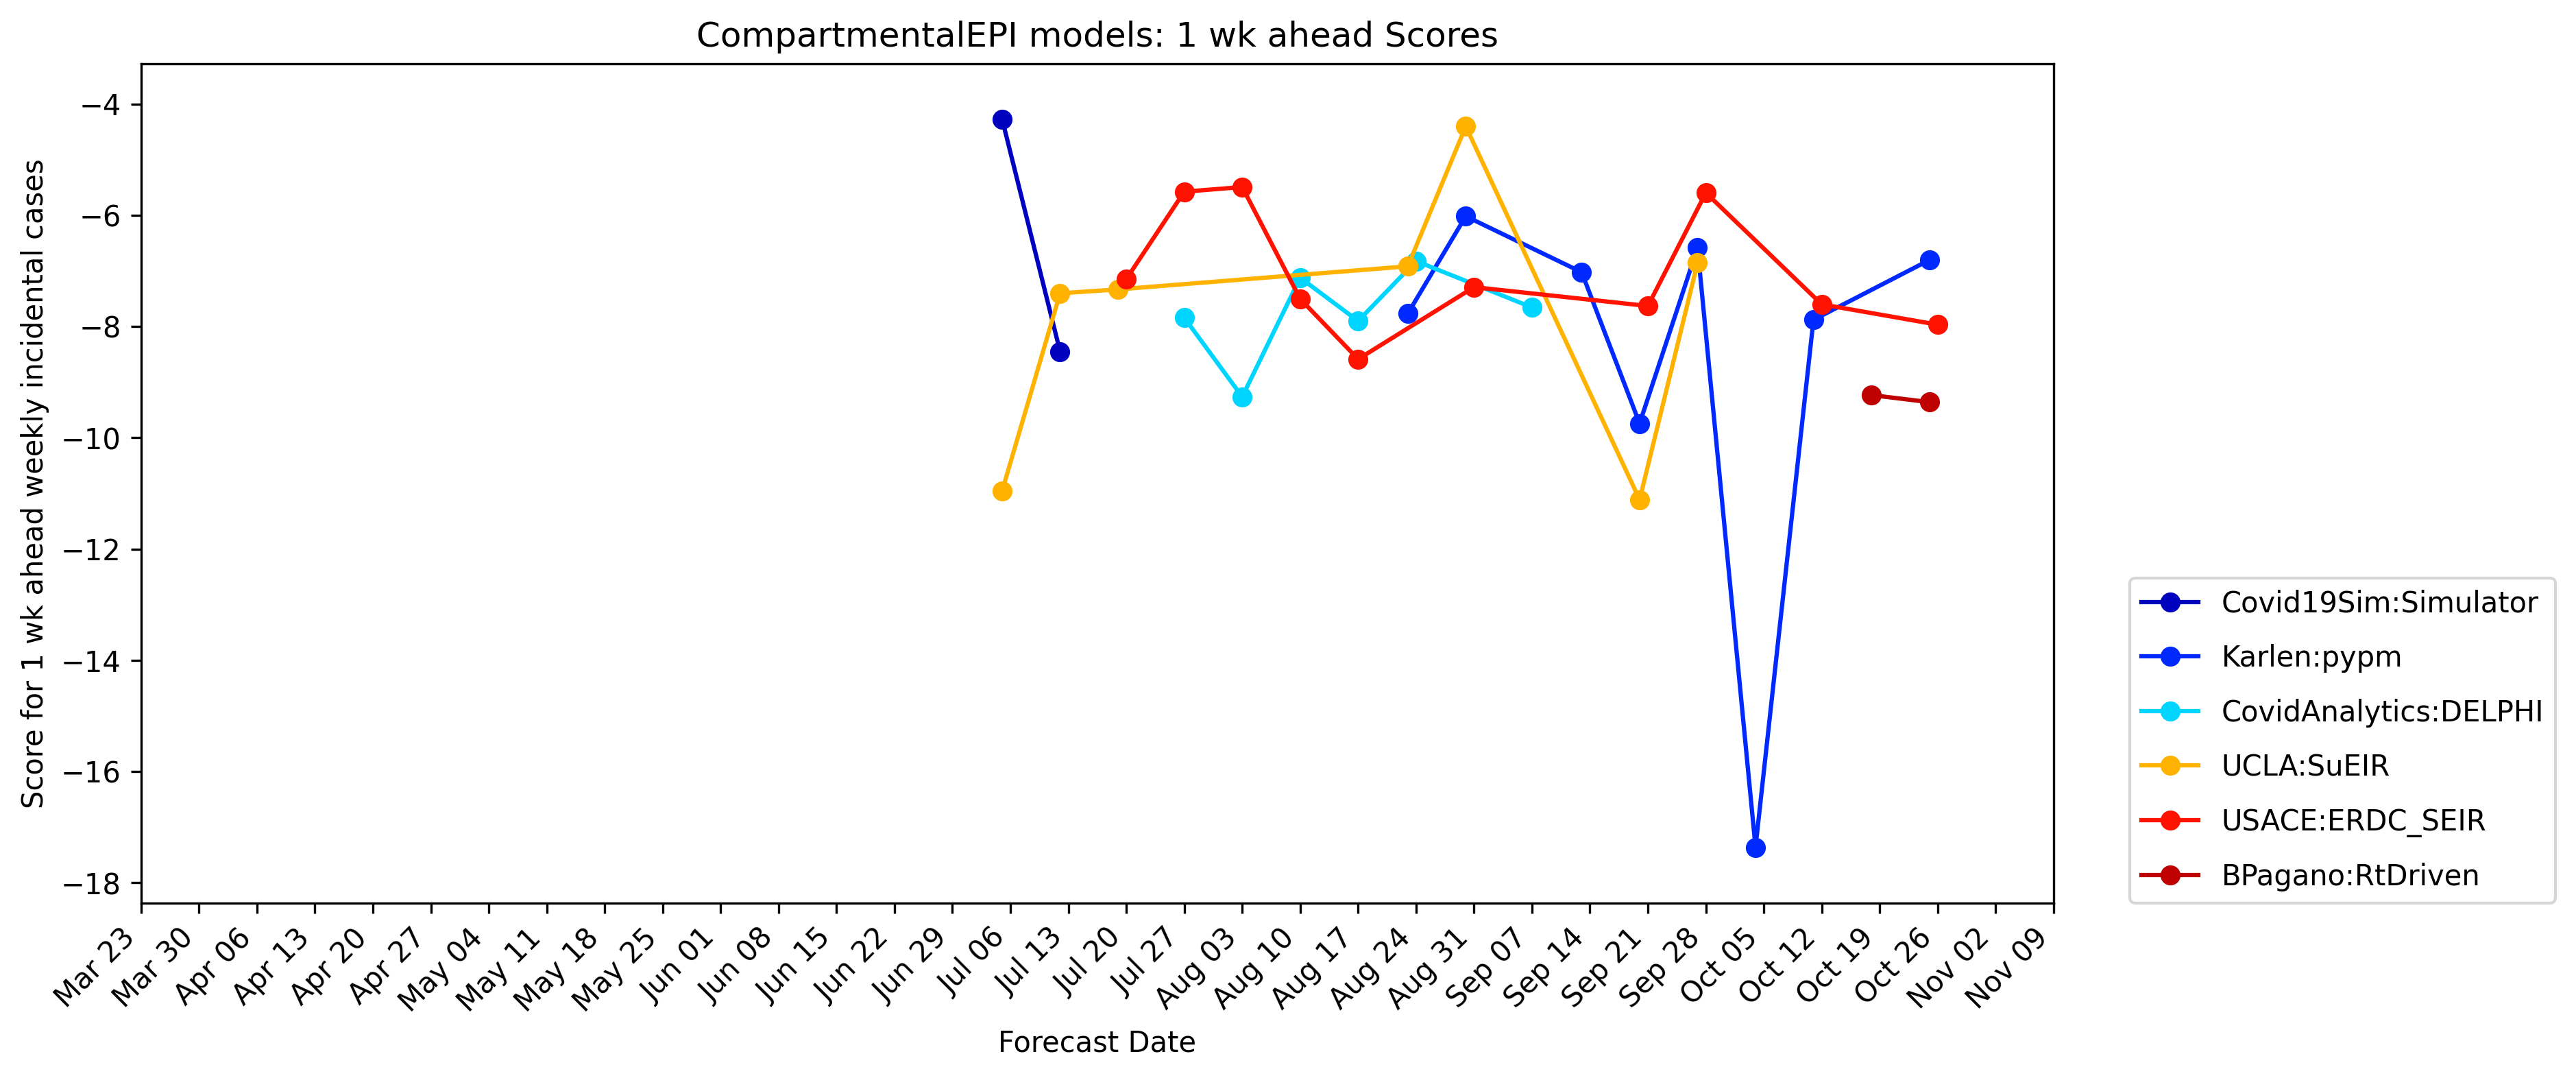 CompartmentalEPI models: 1 wk ahead Scores
Score for 1 wk ahead weekly incidental cases
−4
−6
−8
−10
−12
−14
−16
−18
Mar 23
Mar 30
Apr 06
Apr 13
Apr 20
Apr 27
May 04
May 11
May 18
May 25
Jun 01
Jun 08
Jun 15
Jun 22
Jun 29
Jul 06
Jul 13
Jul 20
Jul 27
Aug 03
Aug 10
Aug 17
Aug 24
Aug 31
Sep 07
Sep 14
Sep 21
Sep 28
Oct 05
Oct 12
Oct 19
Oct 26
Nov 02
Nov 09
Forecast Date
Covid19Sim:Simulator
Karlen:pypm
CovidAnalytics:DELPHI
UCLA:SuEIR
USACE:ERDC_SEIR
BPagano:RtDriven